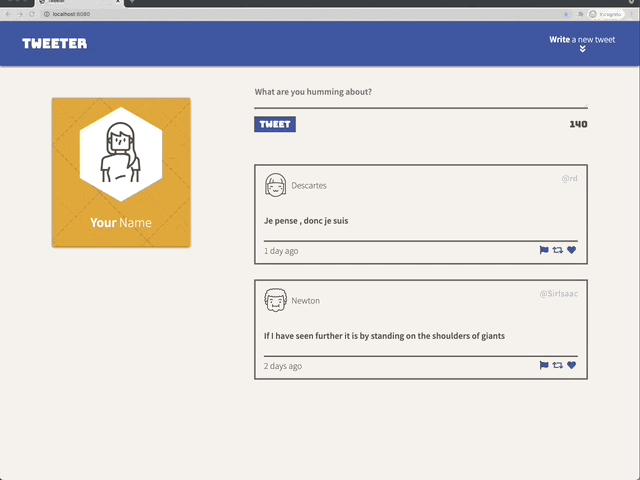 Tweeter
localhost:8080
Incognito
TWEETER
Write a new tweet
What are you humming about?
TWEET
140
Your Name
Descartes
@rd
Je pense , donc je suis
1 day ago
Newton
@SirIsaac
If I have seen further it is by standing on the shoulders of giants
2 days ago